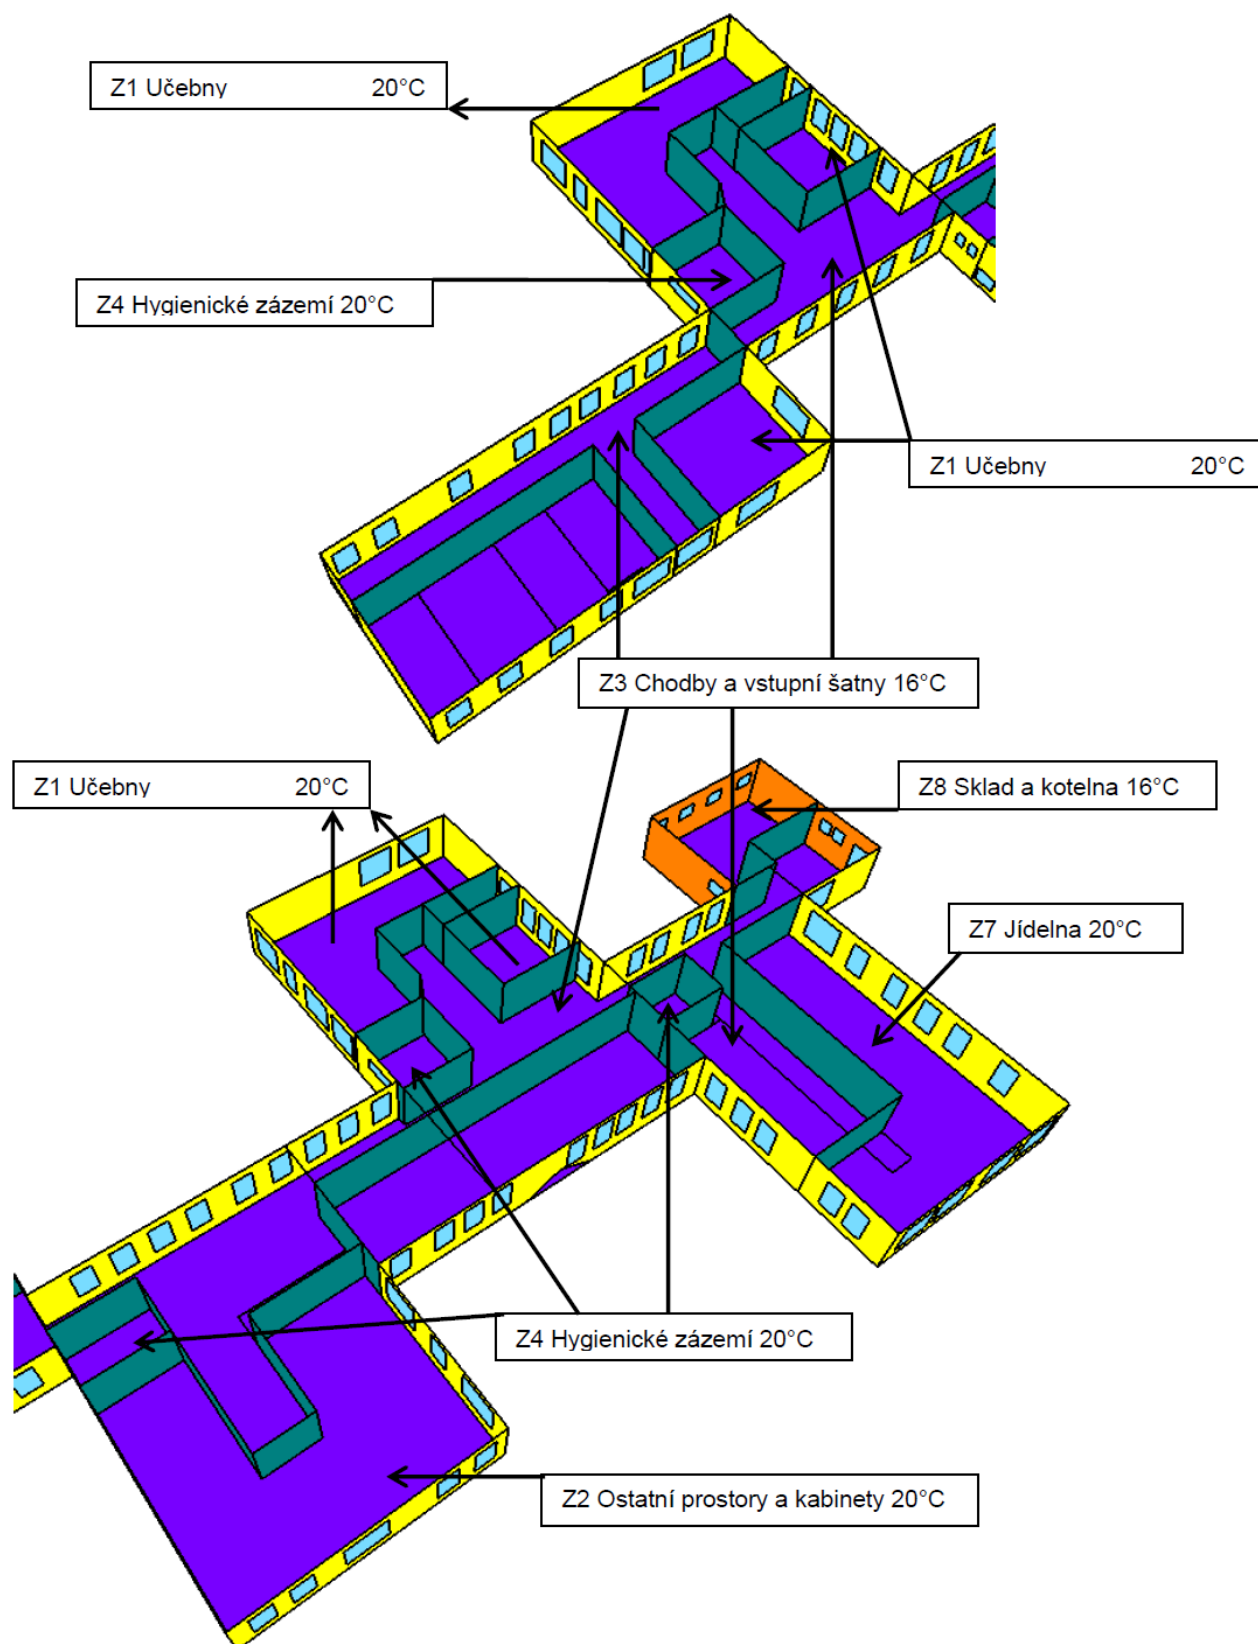 Z1 Učebny 20°C
Z4 Hygienické zázemí 20°C
Z1 Učebny 20°C
Z3 Chodby a vstupní šatny 16°C
Z1 Učebny 20°C
Z8 Sklad a kotelna 16°C
Z7 Jídelna 20°C
Z4 Hygienické zázemí 20°C
Z2 Ostatní prostory a kabinety 20°C